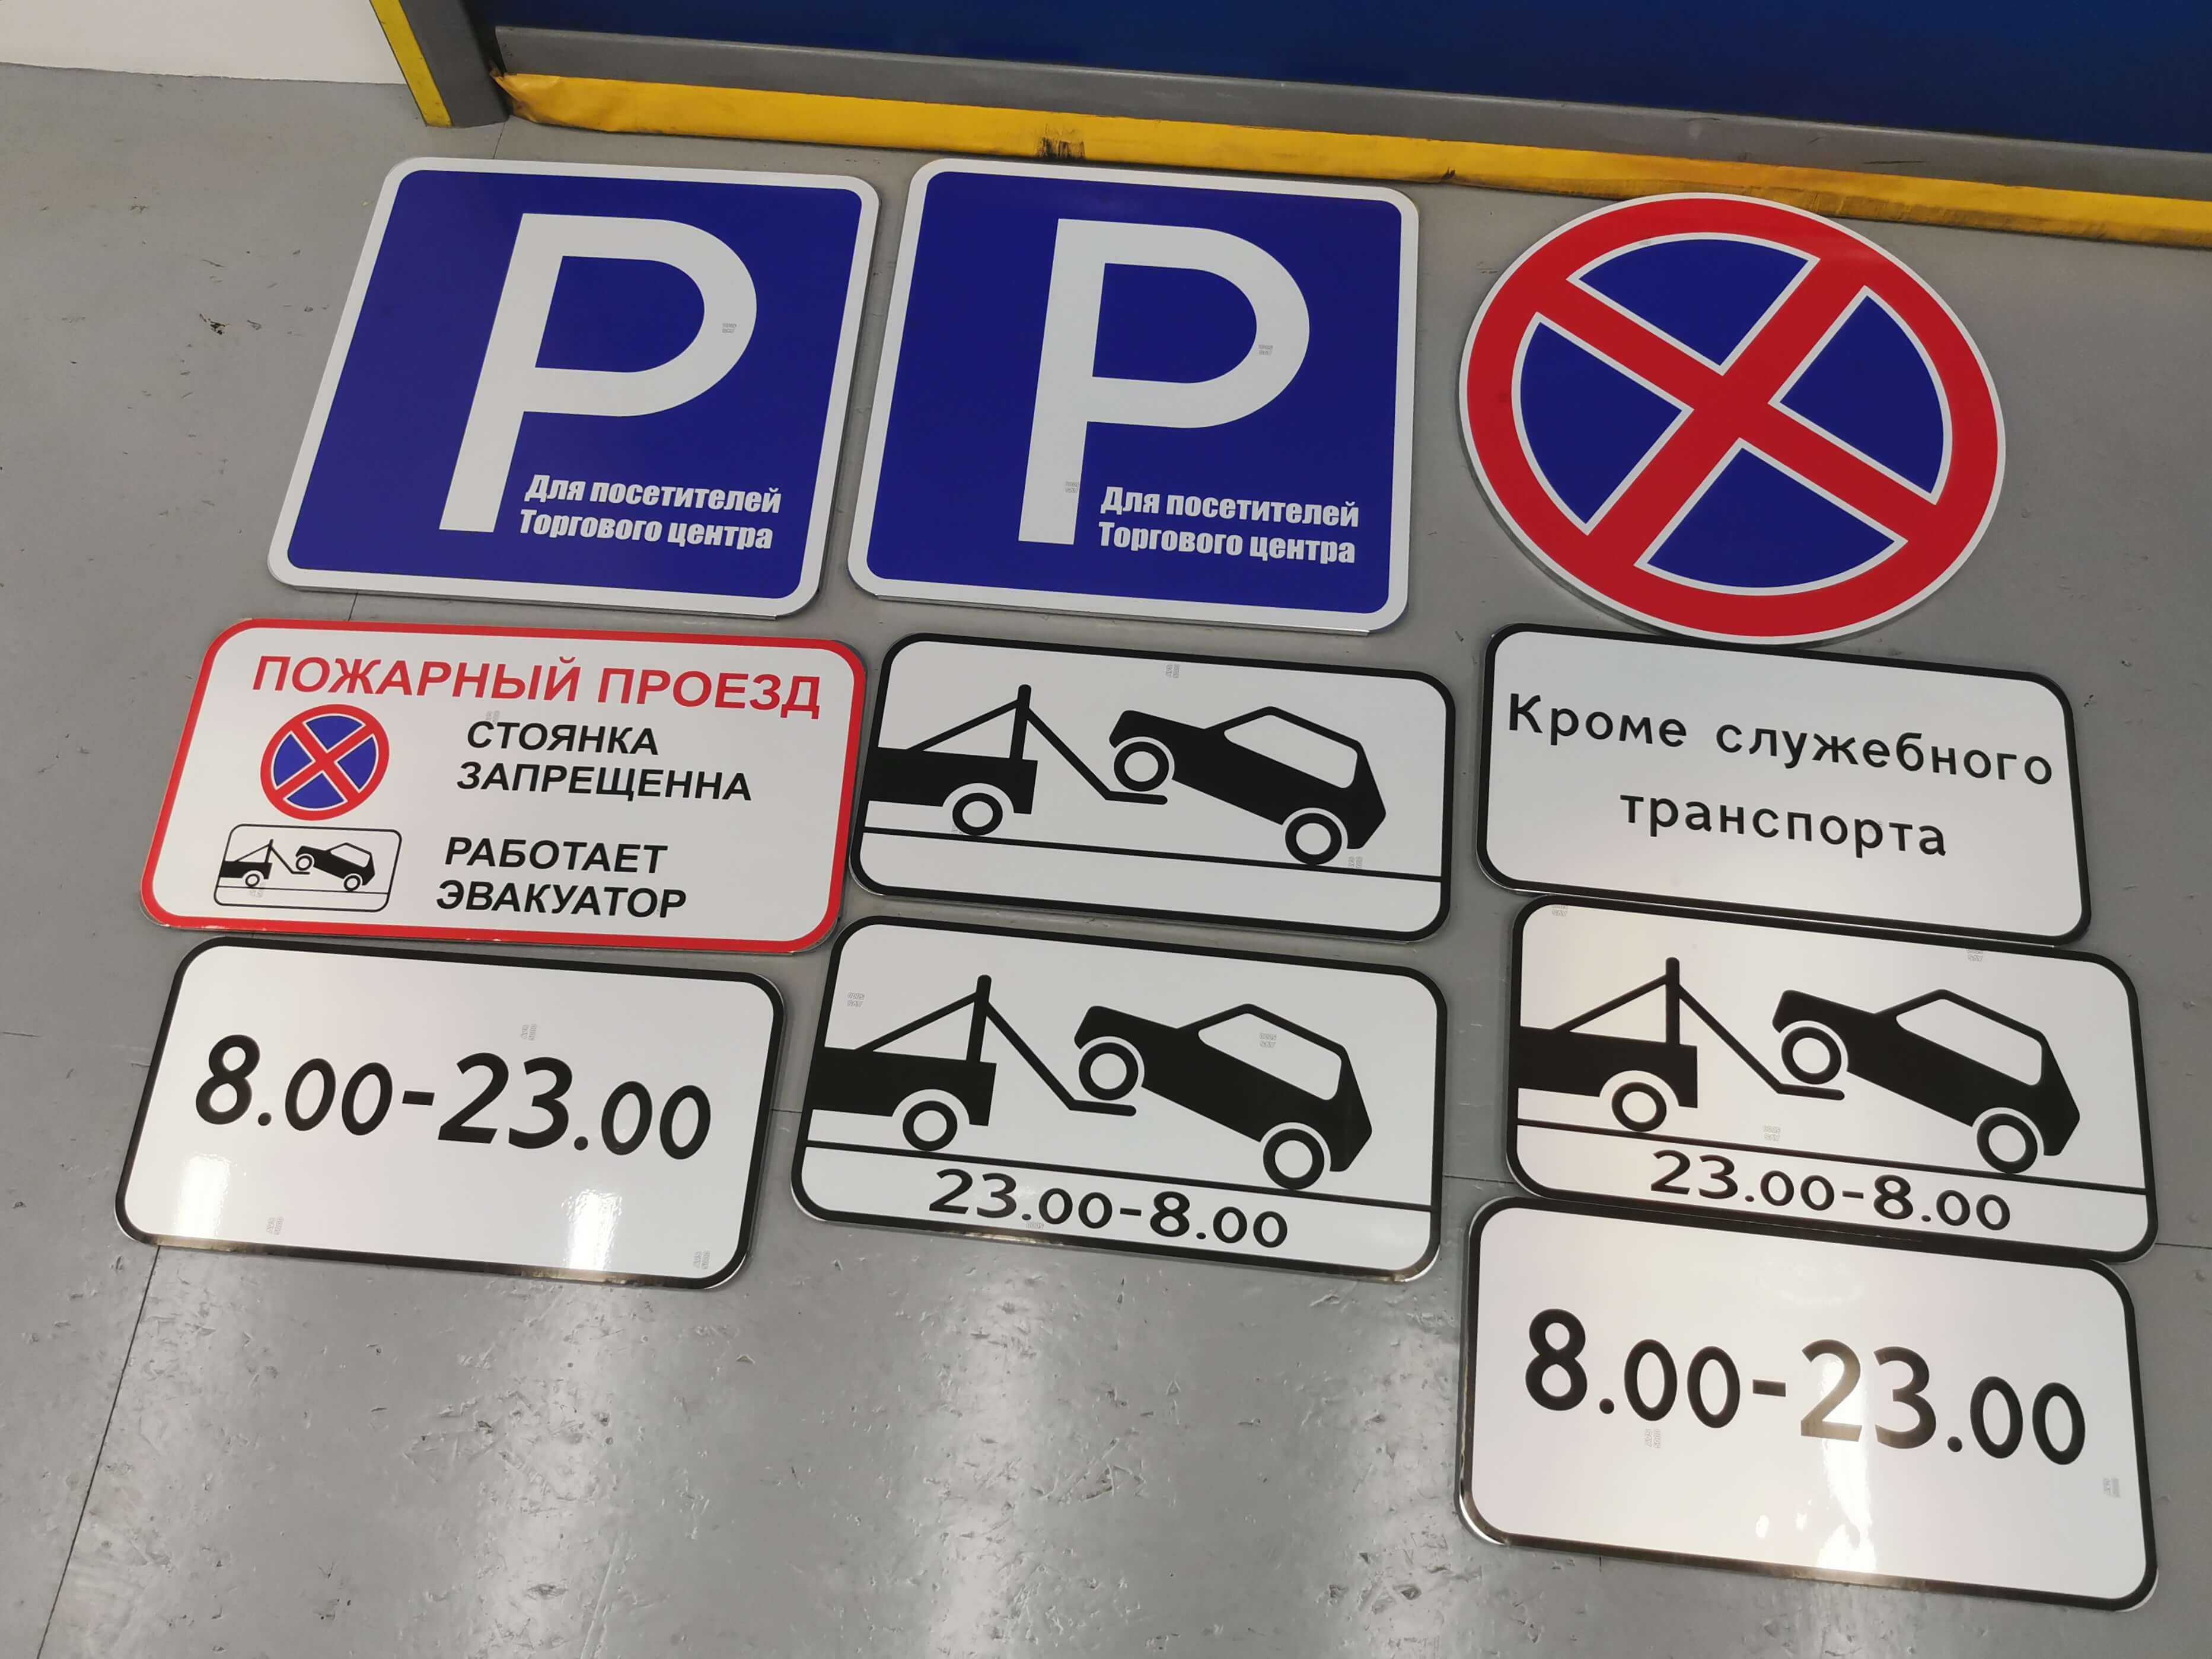 P
Для посетителей
Торгового центра
P
Для посетителей
Торгового центра
ПОЖАРНЫЙ ПРОЕЗД
СТОЯНКА
ЗАПРЕЩЕННА
РАБОТАЕТ
ЭВАКУАТОР
Кроме служебного
транспорта
8.00-23.00
23.00-8.00
23.00-8.00
8.00-23.00